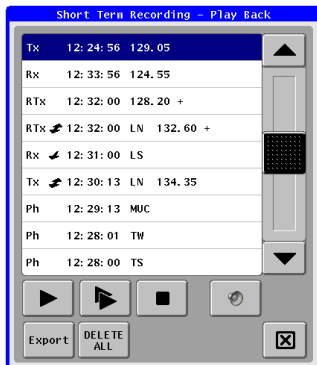 Short Term Recording - Play Back
Tx 12:24:56 129.05
Rx 12:33:56 124.55
RTx 12:32:00 128.20 +
RTx 12:32:00 LN 132.60 +
Rx 12:31:00 LS
Tx 12:30:13 LN 134.35
Ph 12:29:13 MUC
Ph 12:28:01 TW
Ph 12:28:00 TS
Export
DELETE
ALL